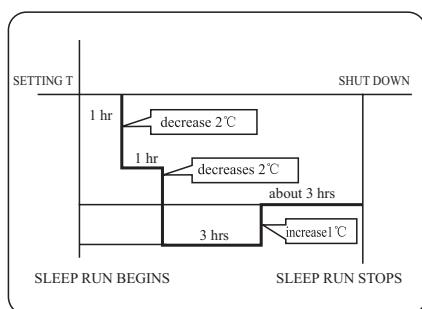 SETTING T
SHUT DOWN
1 hr
decrease 2℃
1 hr
decreases 2℃
about 3 hrs
3 hrs
increase1℃
SLEEP RUN BEGINS
SLEEP RUN STOPS